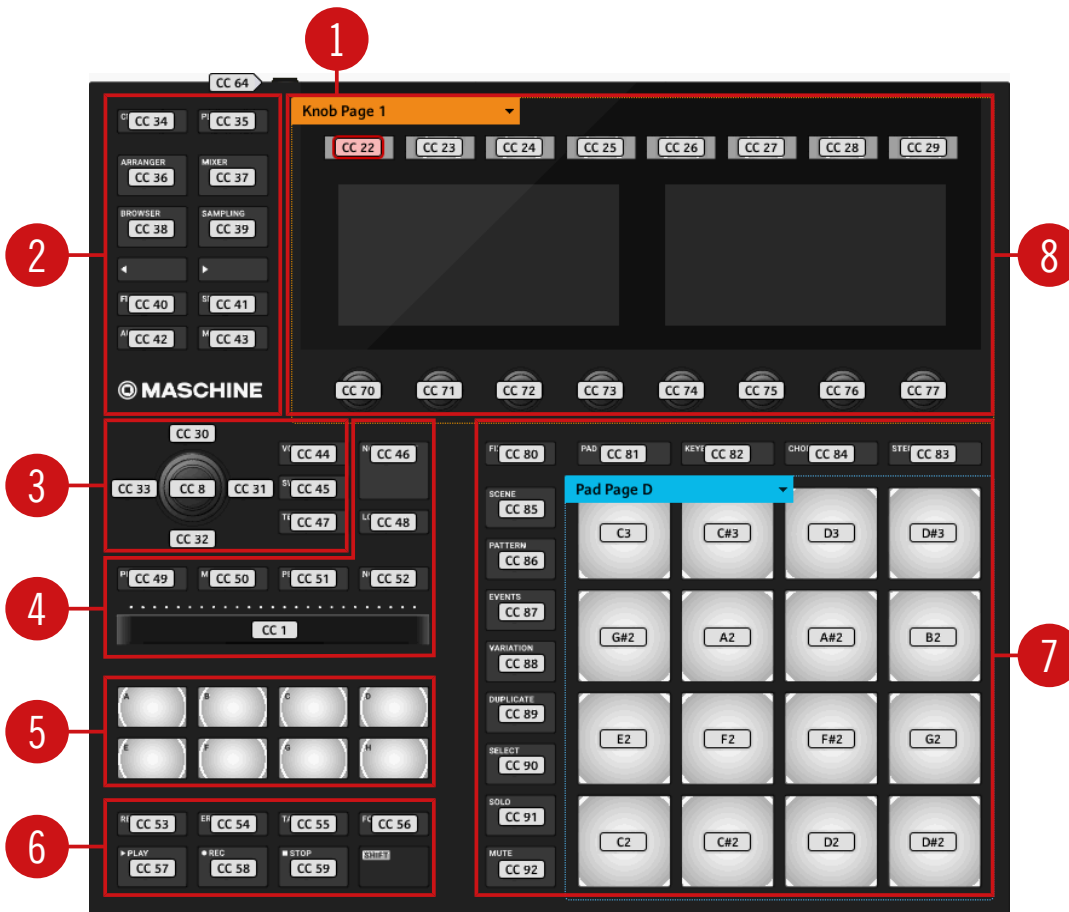 1
CC 64
Knob Page 1
CC 34 CC 35
CC 22 CC 23 CC 24 CC 25 CC 26 CC 27 CC 28 CC 29
ARRANGER MIXER
CC 36 CC 37
BROWSER SAMPLING
CC 38 CC 39
2
8
CC 40 CC 41
CC 42 CC 43
MASCHINE
CC 70 CC 71 CC 72 CC 73 CC 74 CC 75 CC 76 CC 77
CC 30
CC 44 CC 46
3
CC 33 CC 8 CC 31 CC 45
CC 47 CC 48
CC 32
CC 80 PAD CC 81 CC 82 CC 84 CC 83
SCENE
CC 85
Pad Page D
C3 C#3 D3 D#3
PATTERN
CC 86
CC 49 CC 50 CC 51 CC 52
4
CC 1
EVENTS
CC 87
G#2 A2 A#2 B2
VARIATION
CC 88
7
A B C D
E F G H
5
DUPLICATE
CC 89
E2 F2 F#2 G2
SELECT
CC 90
SOLO
CC 91
CC 53 CC 54 CC 55 CC 56
6
PLAY REC STOP SHIFT
CC 57 CC 58 CC 59
C2 C#2 D2 D#2
MUTE
CC 92